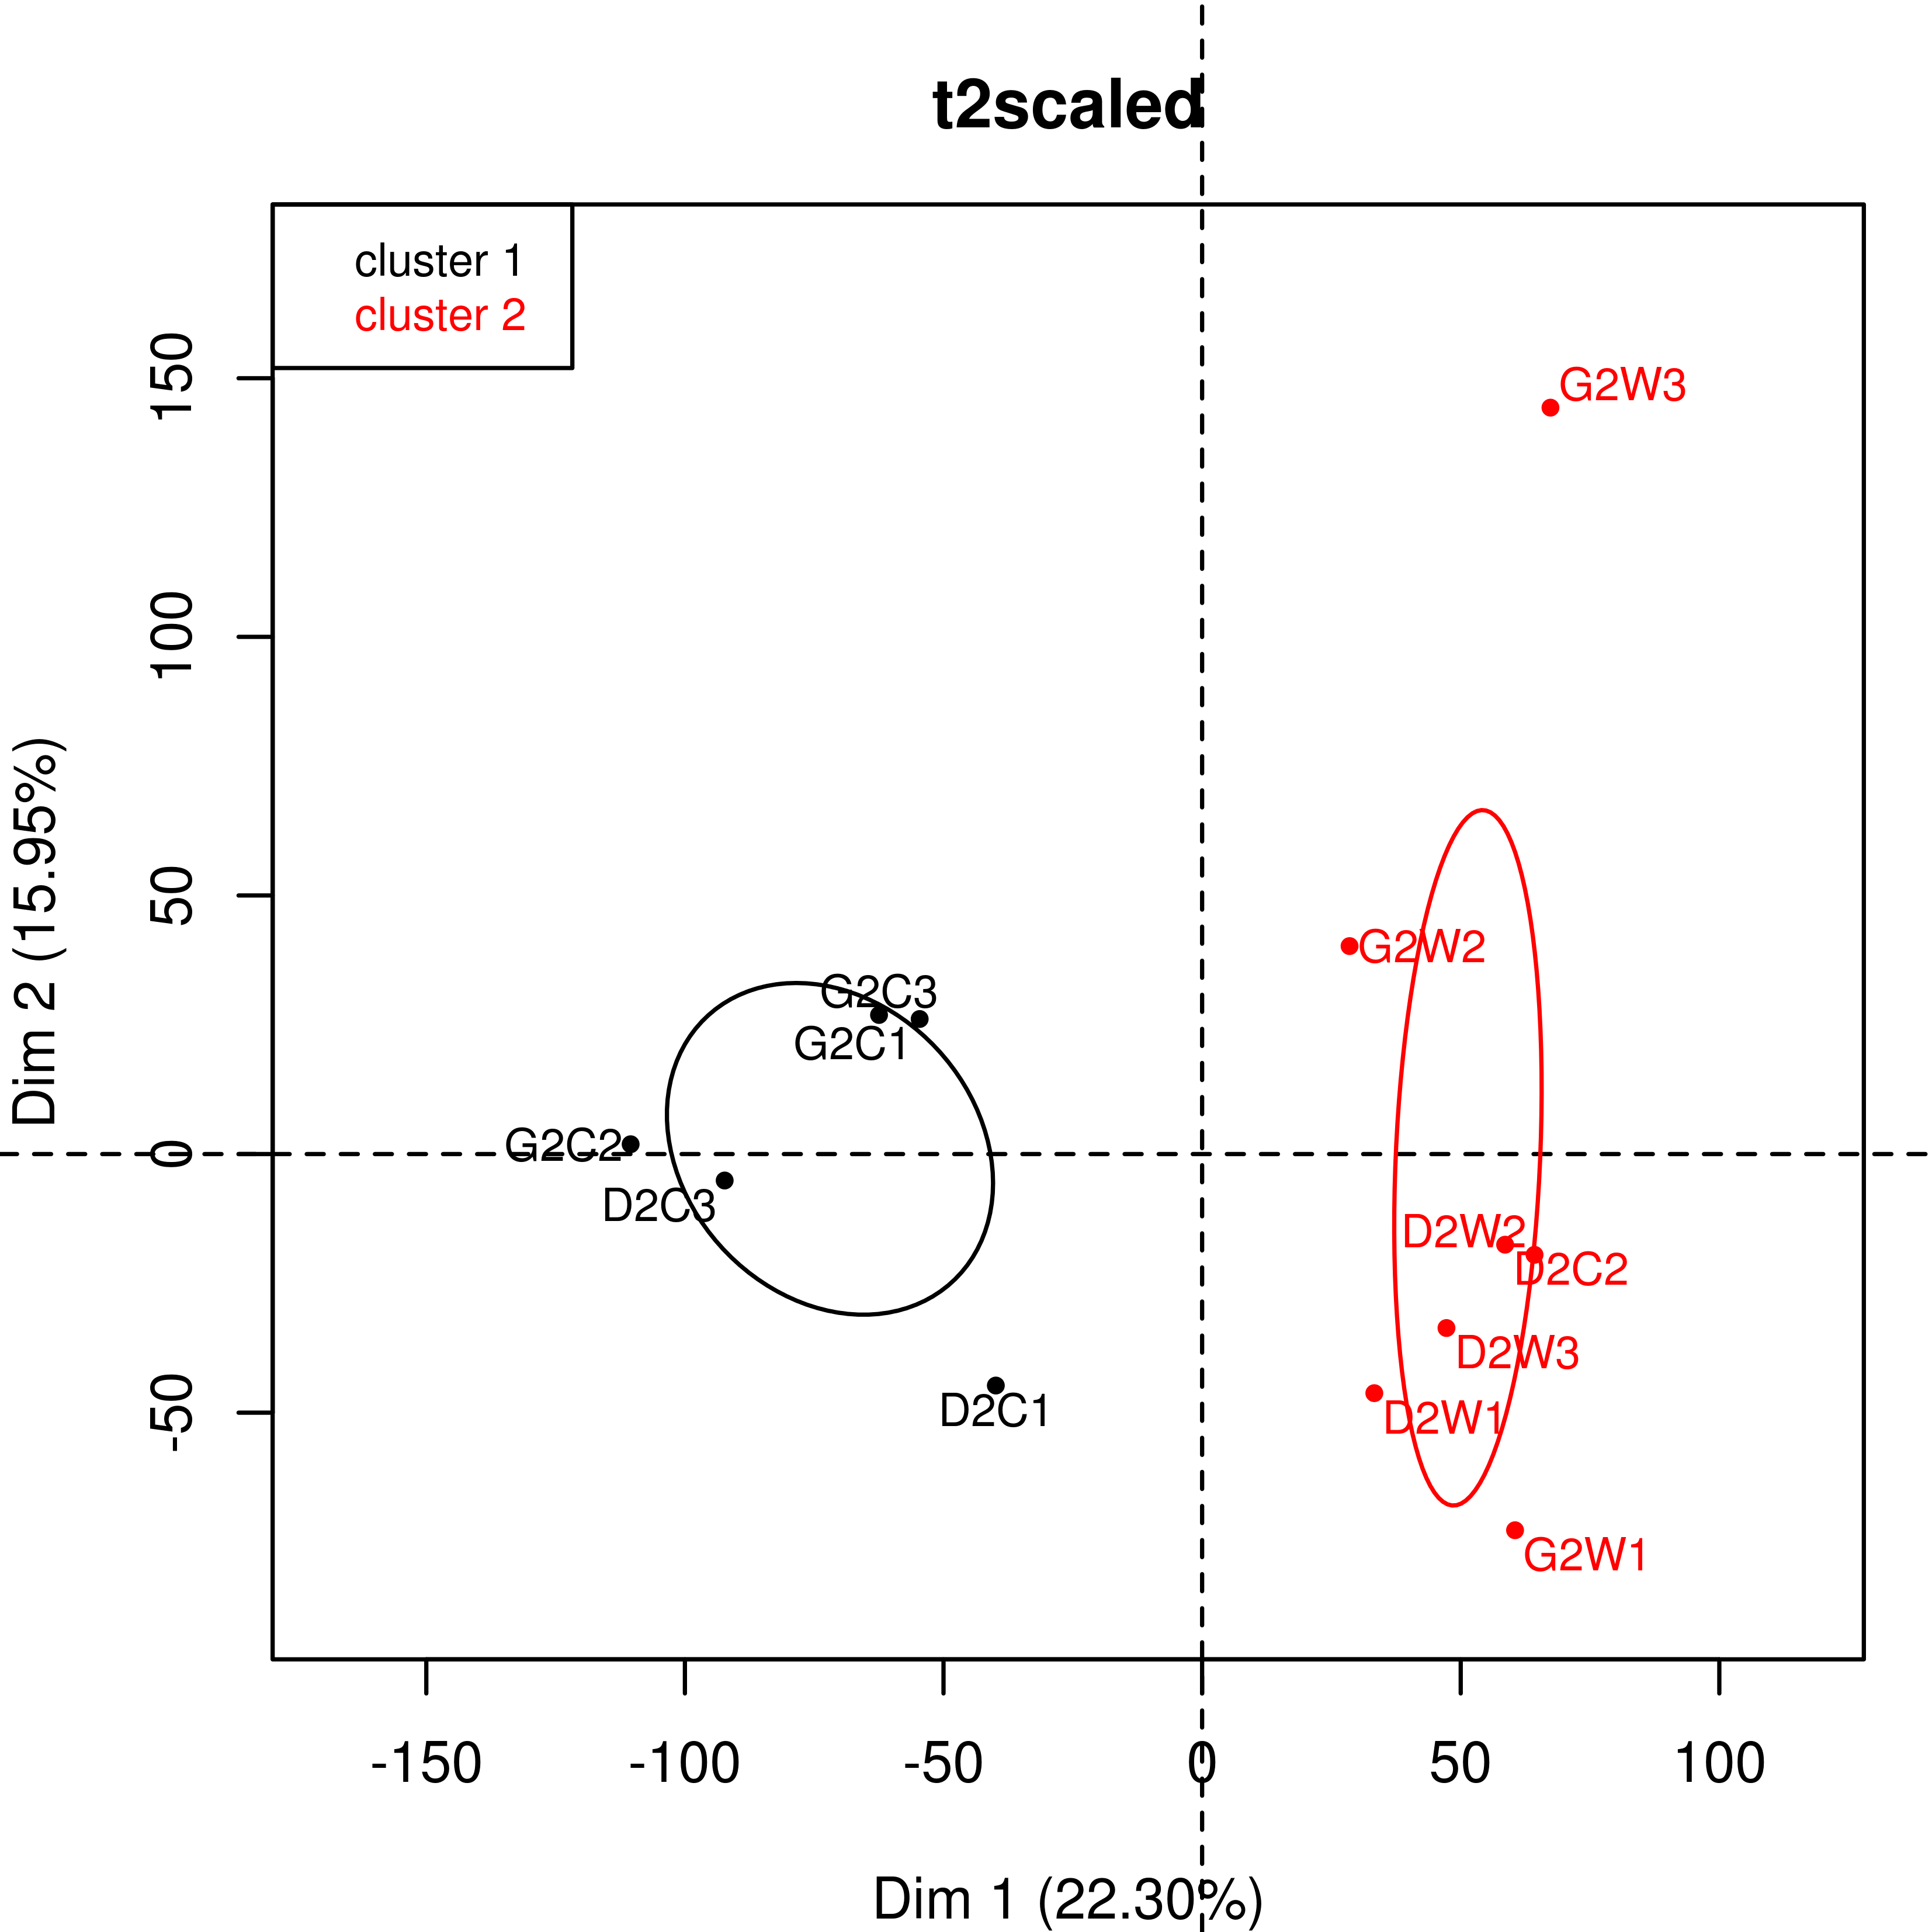 t2scaled
cluster 1
cluster 2
G2W3
G2W2
G2C3
G2C1
G2C2
D2C3
D2W2
D2C2
D2W3
D2C1
D2W1
G2W1
150
100
50
0
-50
Dim 2 (15.95%)
-150 -100 -50 0 50 100
Dim 1 (22.30%)